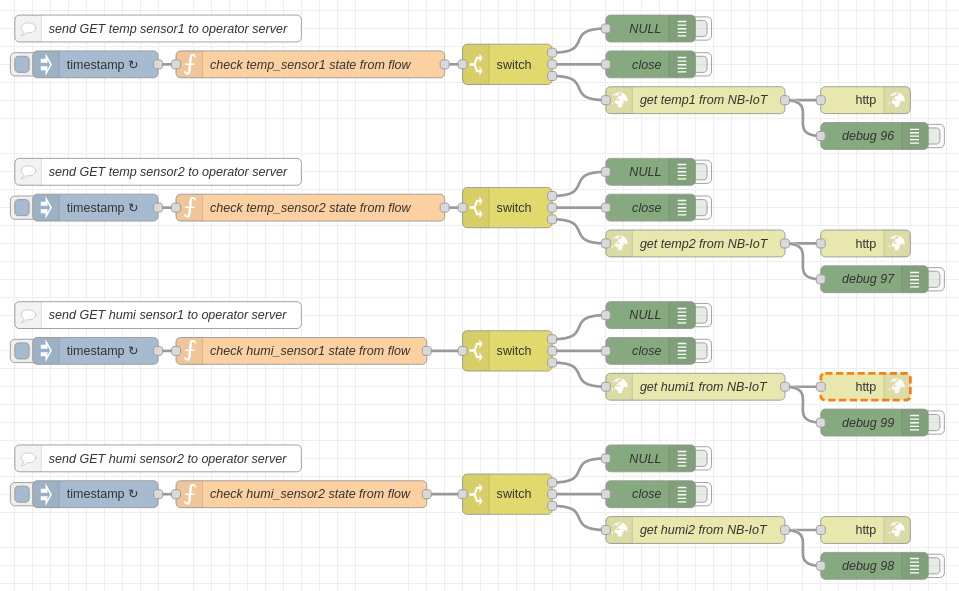 send GET temp sensor1 to operator server
NULL
timestamp ↻
check temp_sensor1 state from flow
switch
close
get temp1 from NB-IoT
http
debug 96
send GET temp sensor2 to operator server
NULL
timestamp ↻
check temp_sensor2 state from flow
switch
close
get temp2 from NB-IoT
http
debug 97
send GET humi sensor1 to operator server
NULL
timestamp ↻
check humi_sensor1 state from flow
switch
close
get humi1 from NB-IoT
http
debug 99
send GET humi sensor2 to operator server
NULL
timestamp ↻
check humi_sensor2 state from flow
switch
close
get humi2 from NB-IoT
http
debug 98